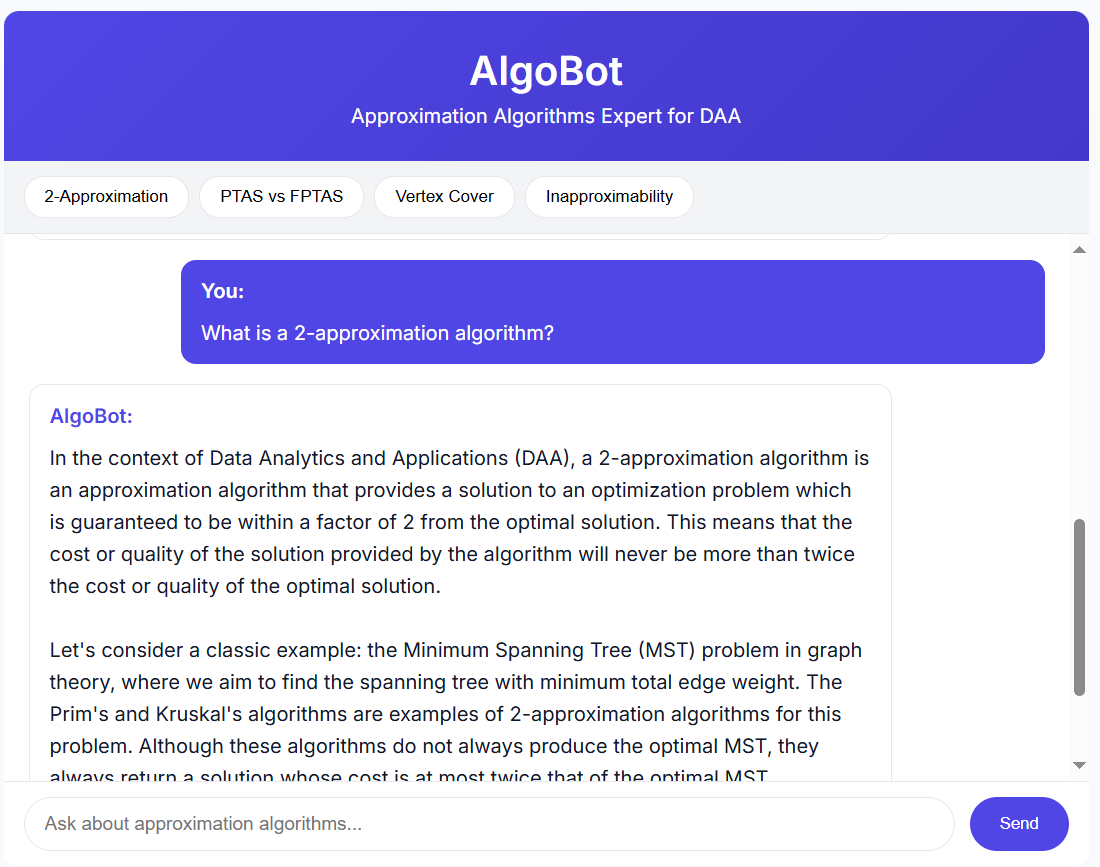 AlgoBot
Approximation Algorithms Expert for DAA
2-Approximation
PTAS vs FPTAS
Vertex Cover
Inapproximability
You:
What is a 2-approximation algorithm?
AlgoBot:
In the context of Data Analytics and Applications (DAA), a 2-approximation algorithm is
an approximation algorithm that provides a solution to an optimization problem which
is guaranteed to be within a factor of 2 from the optimal solution. This means that the
cost or quality of the solution provided by the algorithm will never be more than twice
the cost or quality of the optimal solution.
Let's consider a classic example: the Minimum Spanning Tree (MST) problem in graph
theory, where we aim to find the spanning tree with minimum total edge weight. The
Prim's and Kruskal's algorithms are examples of 2-approximation algorithms for this
problem. Although these algorithms do not always produce the optimal MST, they
always return a solution whose cost is at most twice that of the optimal MST
Ask about approximation algorithms...
Send